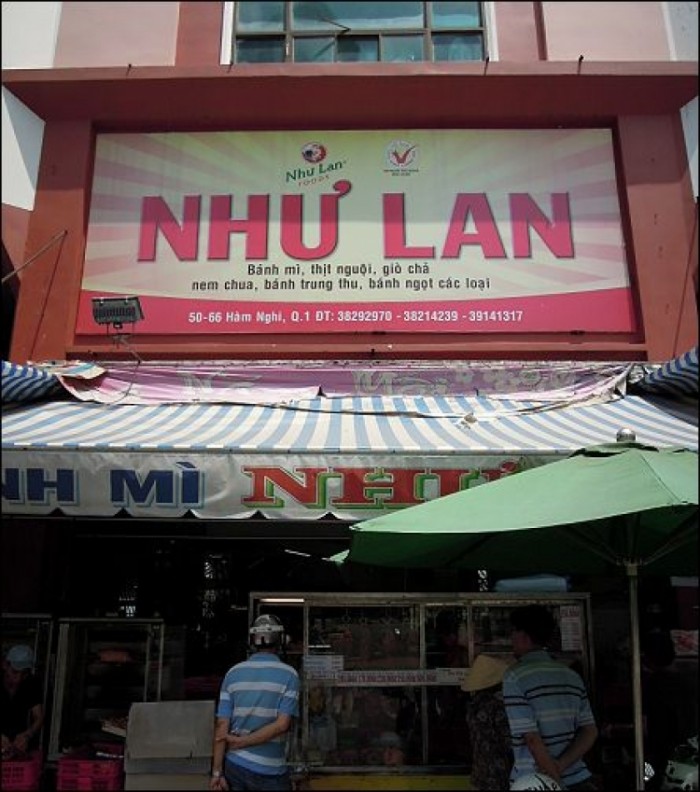 Như Lan
FOODS
NHƯ LAN
Bánh mì, thịt nguội, giò chả
nem chua, bánh trung thu, bánh ngọt các loại
50-66 Hàm Nghi, Q.1 ĐT: 38292970 - 38214239 - 39141317
NH MÌ NHƯ